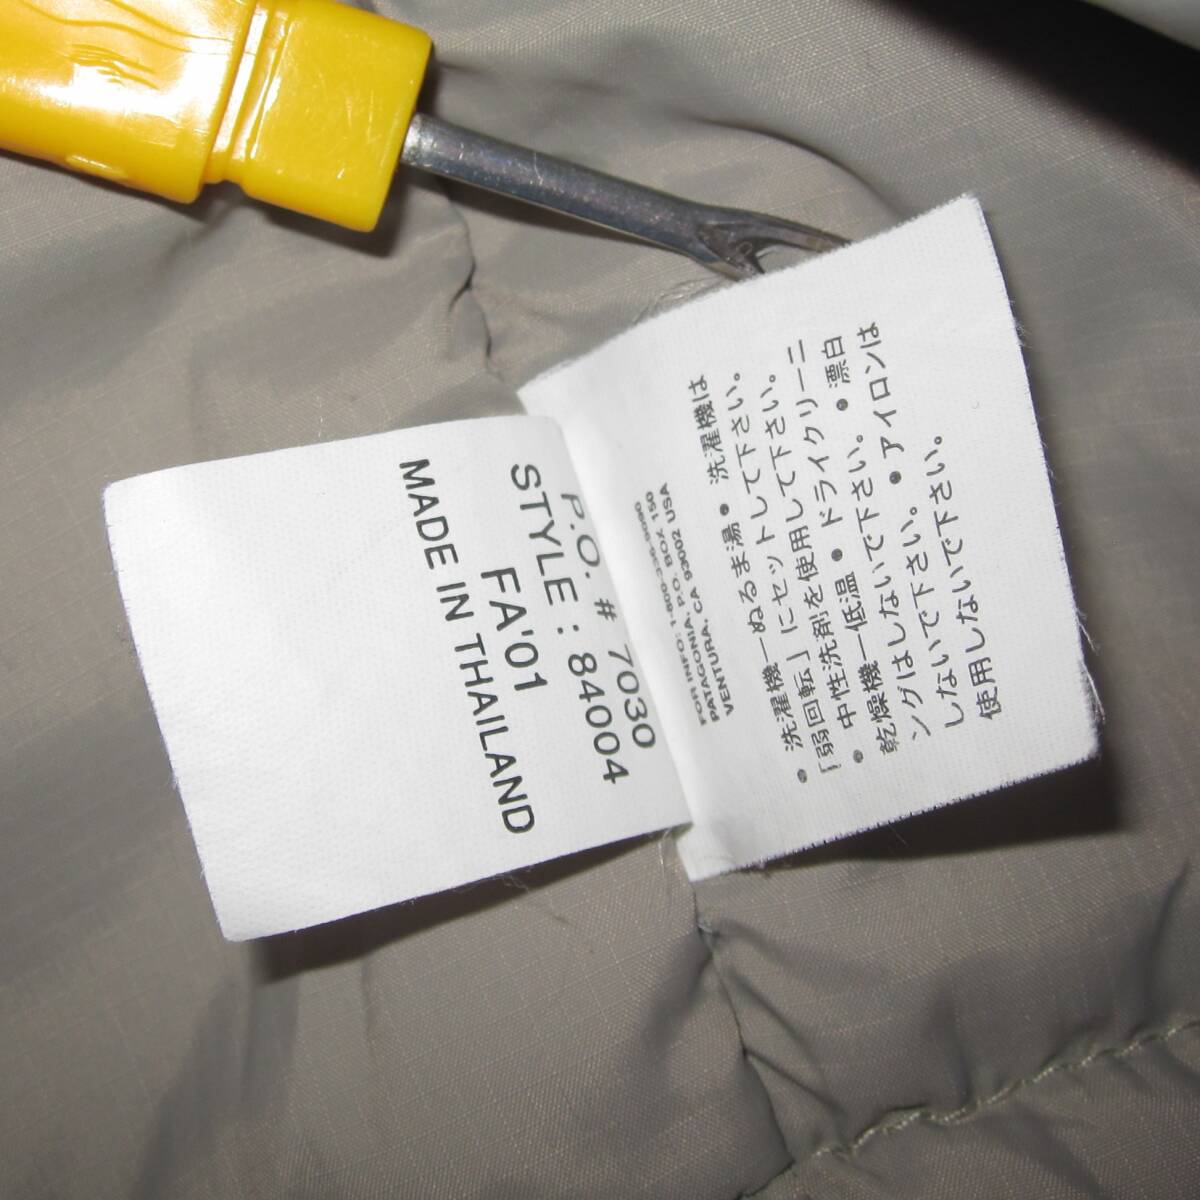 P.O. # 7030
STYLE : 84004
FA'01
MADE IN THAILAND
FOR INFO: 1-800-336-9090
PATAGONIA, P.O. BOX 150
VENTURA, CA 93002 USA
• 洗濯機ーぬるま湯 • 洗濯機は
「弱回転」にセットして下さい。
• 中性洗剤を使用して下さい。
乾燥機ー低温 • ドライクリーニ
ングはしないで下さい。 • 漂白
しないで下さい。 • アイロンは
使用しないで下さい。